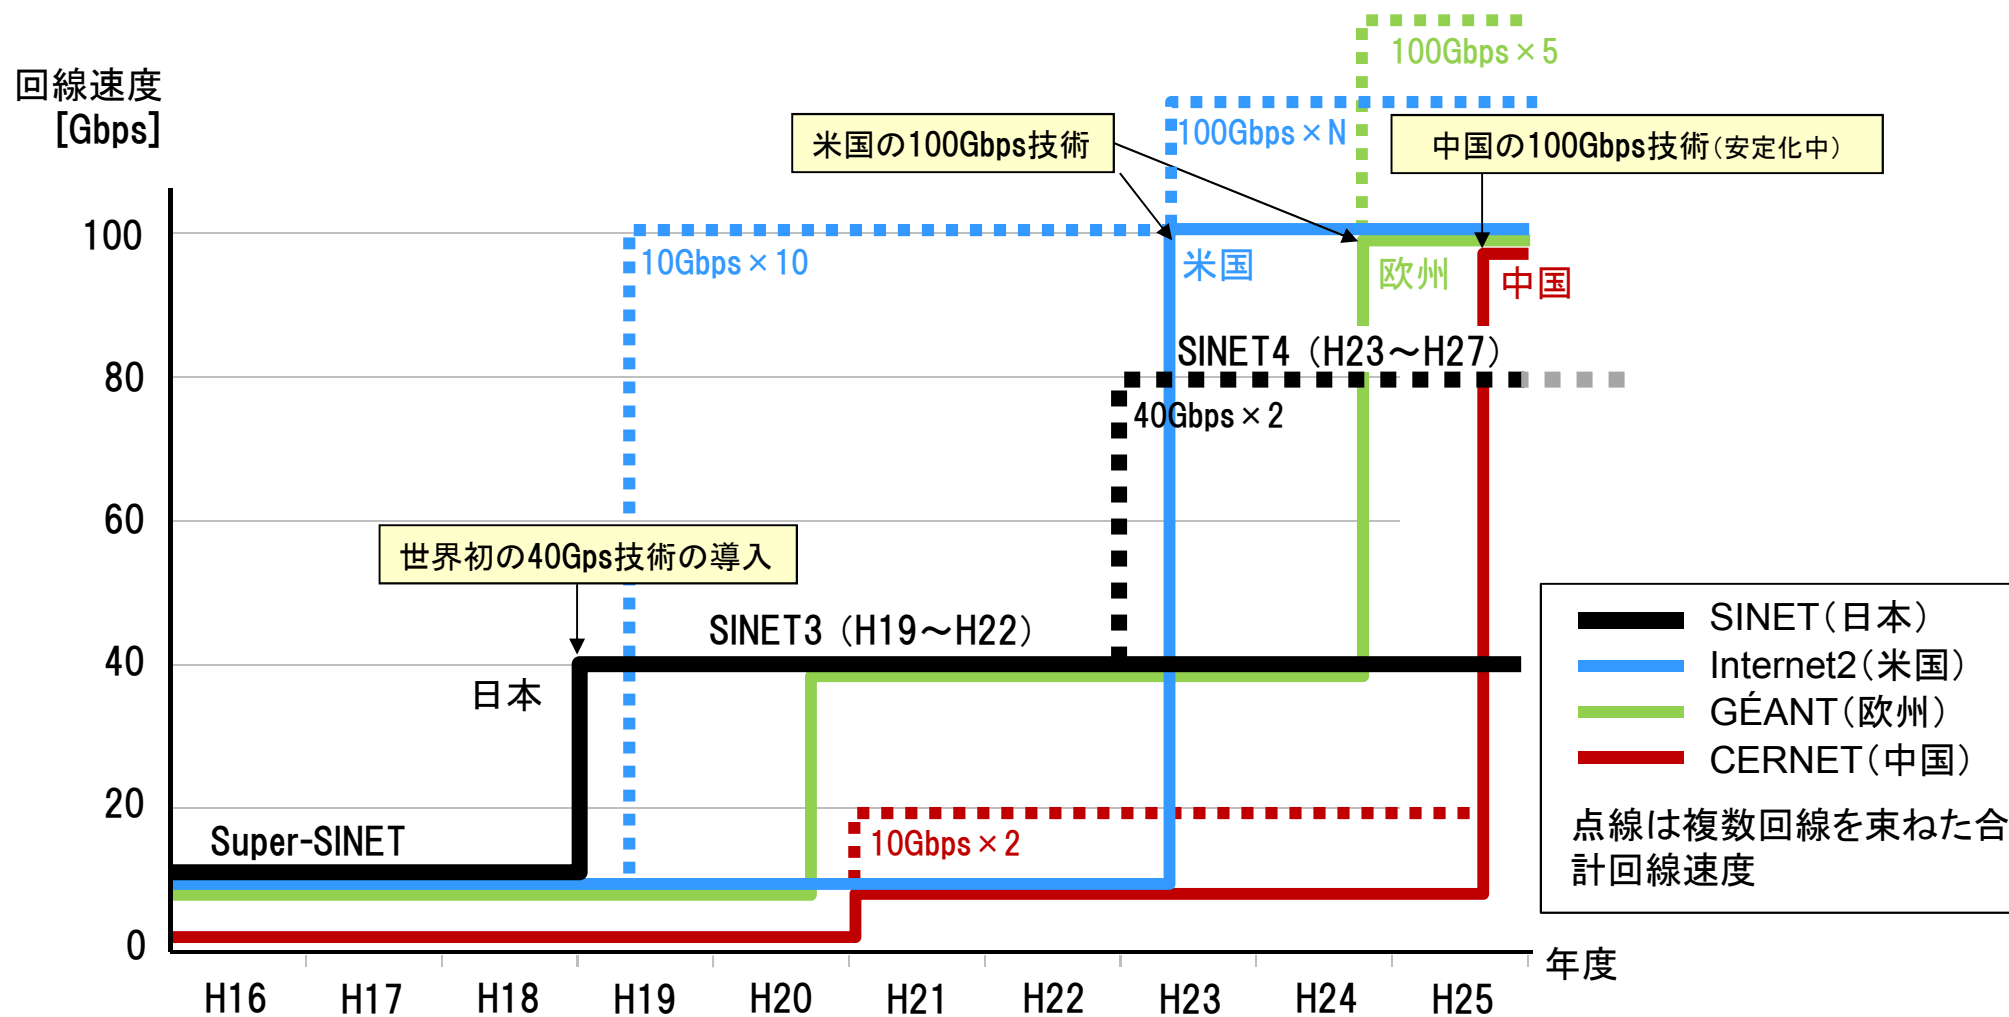 100Gbps×5
回線速度
[Gbps]
100Gbps×N
米国の100Gbps技術
中国の100Gbps技術(安定化中)
100
10Gbps×10
米国
欧州
中国
SINET4 (H23～H27)
80
40Gbps×2
60
世界初の40Gps技術の導入
SINET3 (H19～H22)
40
日本
20
Super-SINET
10Gbps×2
0
年度
H16
H17
H18
H19
H20
H21
H22
H23
H24
H25
SINET(日本)
Internet2(米国)
GÉANT(欧州)
CERNET(中国)
点線は複数回線を束ねた合
計回線速度